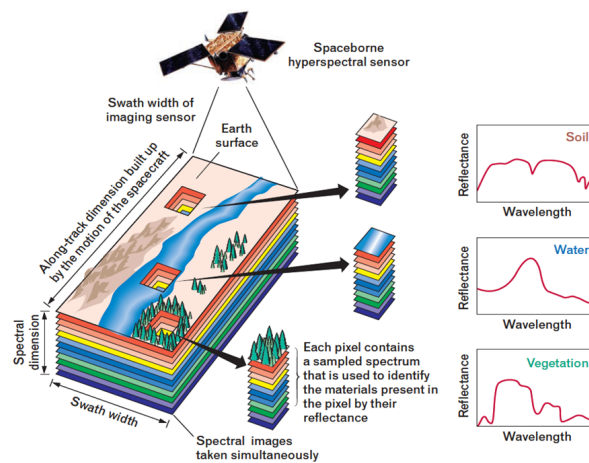 Spaceborne
hyperspectral sensor
Swath width of
imaging sensor
Earth
surface
Along-track dimension built up
by the motion of the spacecraft
Spectral
dimension
Swath width
Spectral images
taken simultaneously
Each pixel contains
a sampled spectrum
that is used to identify
the materials present in
the pixel by their
reflectance
Soil
Reflectance
Wavelength
Water
Reflectance
Wavelength
Vegetation
Reflectance
Wavelength